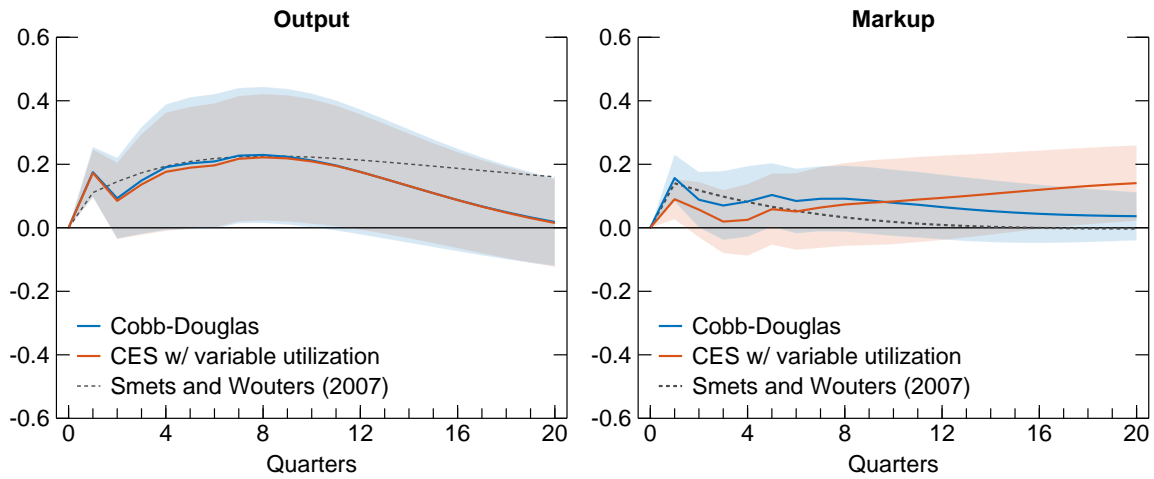 Output
0.6
0.4
0.2
0.0
-0.2
-0.4
-0.6
Cobb-Douglas
CES w/ variable utilization
Smets and Wouters (2007)
0 4 8 12 16 20
Quarters
Markup
0.6
0.4
0.2
0.0
-0.2
-0.4
-0.6
Cobb-Douglas
CES w/ variable utilization
Smets and Wouters (2007)
0 4 8 12 16 20
Quarters